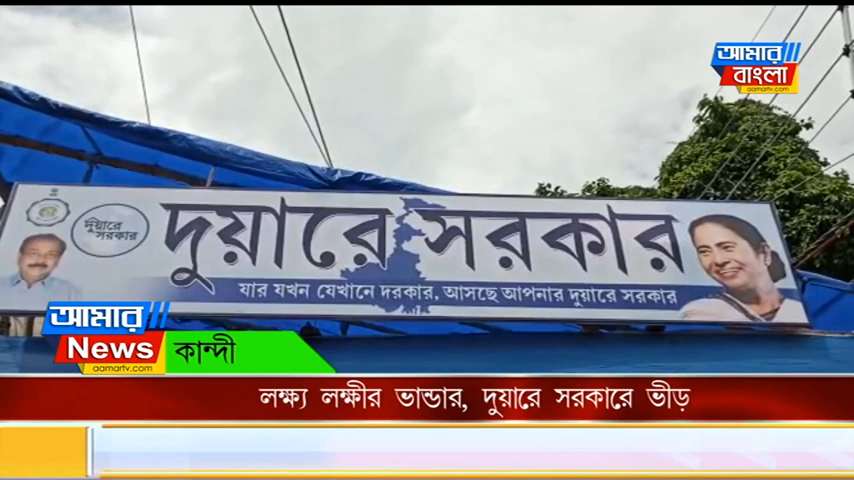 আমার
বাংলা
aamartv.com
দুয়ারে
সরকার
দুয়ারে সরকার
যার যখন যেখানে দরকার, আসছে আপনার দুয়ারে সরকার
আমার
News
aamartv.com
কান্দী
লক্ষ্য লক্ষীর ভান্ডার, দুয়ারে সরকারে ভীড়